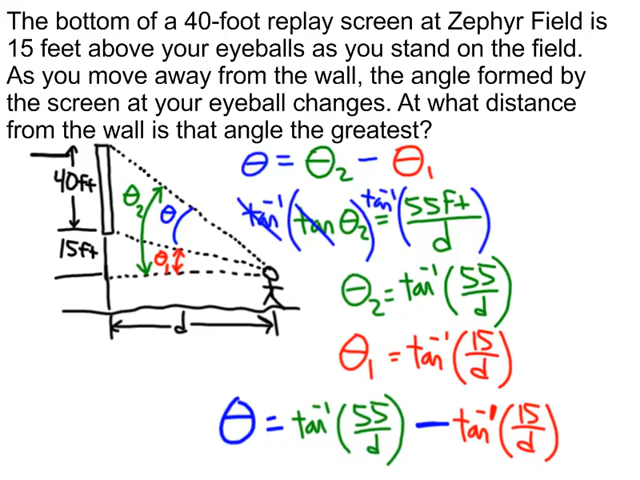 The bottom of a 40-foot replay screen at Zephyr Field is
15 feet above your eyeballs as you stand on the field.
As you move away from the wall, the angle formed by
the screen at your eyeball changes. At what distance
from the wall is that angle the greatest?
θ = θ₂ - θ₁
40ft
θ₂
θ
tan⁻¹(tan θ₂) = tan⁻¹(55ft/d)
15ft
θ₁
θ₂ = tan⁻¹(55/d)
d
θ₁ = tan⁻¹(15/d)
θ = tan⁻¹(55/d) - tan⁻¹(15/d)